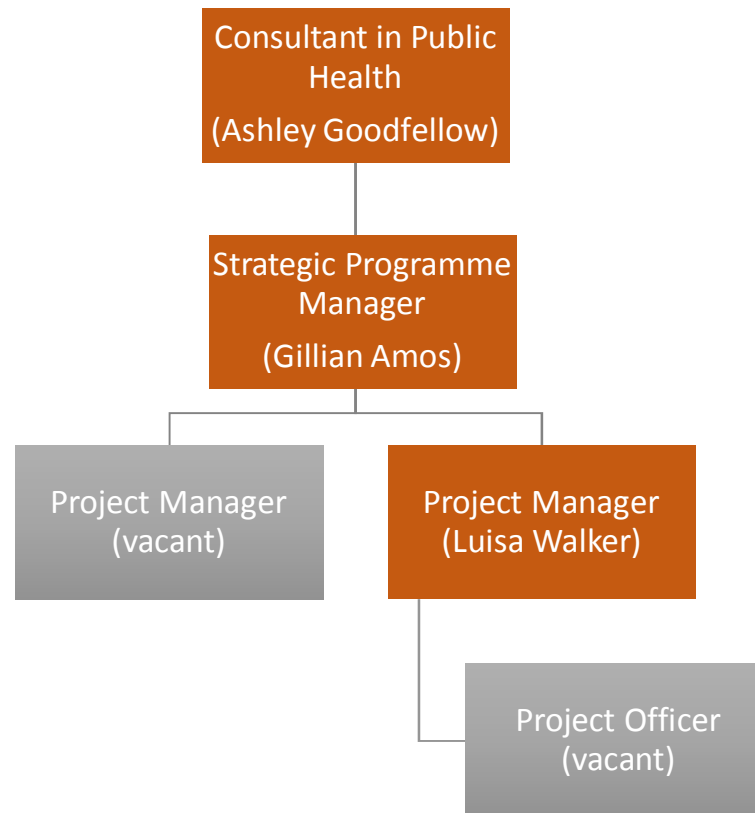 Consultant in Public
Health
(Ashley Goodfellow)
Strategic Programme
Manager
(Gillian Amos)
Project Manager
(vacant)
Project Manager
(Luisa Walker)
Project Officer
(vacant)